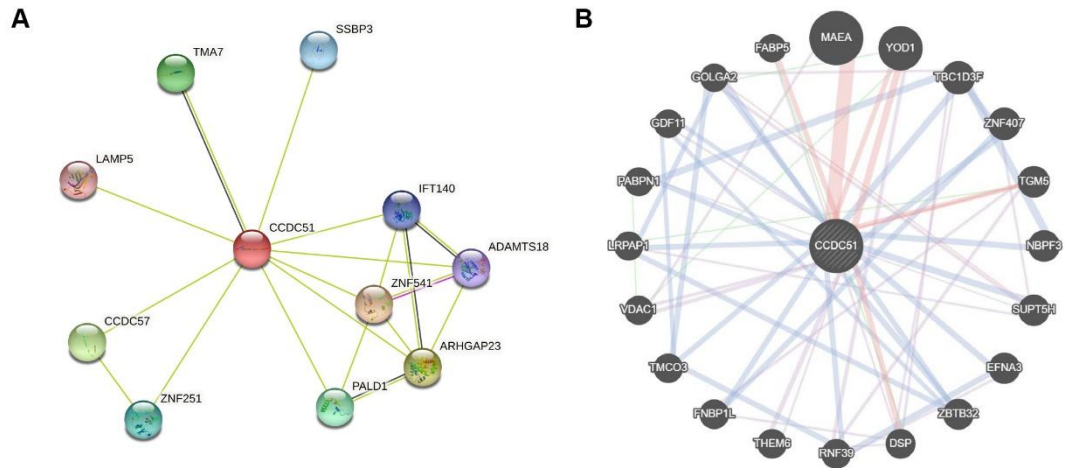 A
SSBP3
TMA7
LAMP5
IFT140
CCDC51
ADAMTS18
ZNF541
CCDC57
ARHGAP23
PALD1
ZNF251
B
MAEA
FABP5
YOD1
GOLGA2
TBC1D3F
GDF11
ZNF407
PABPN1
TGM5
CCDC51
LRPAP1
NBPF3
VDAC1
SUPT5H
TMCO3
EFNA3
FNBP1L
ZBTB32
THEM6
RNF39
DSP